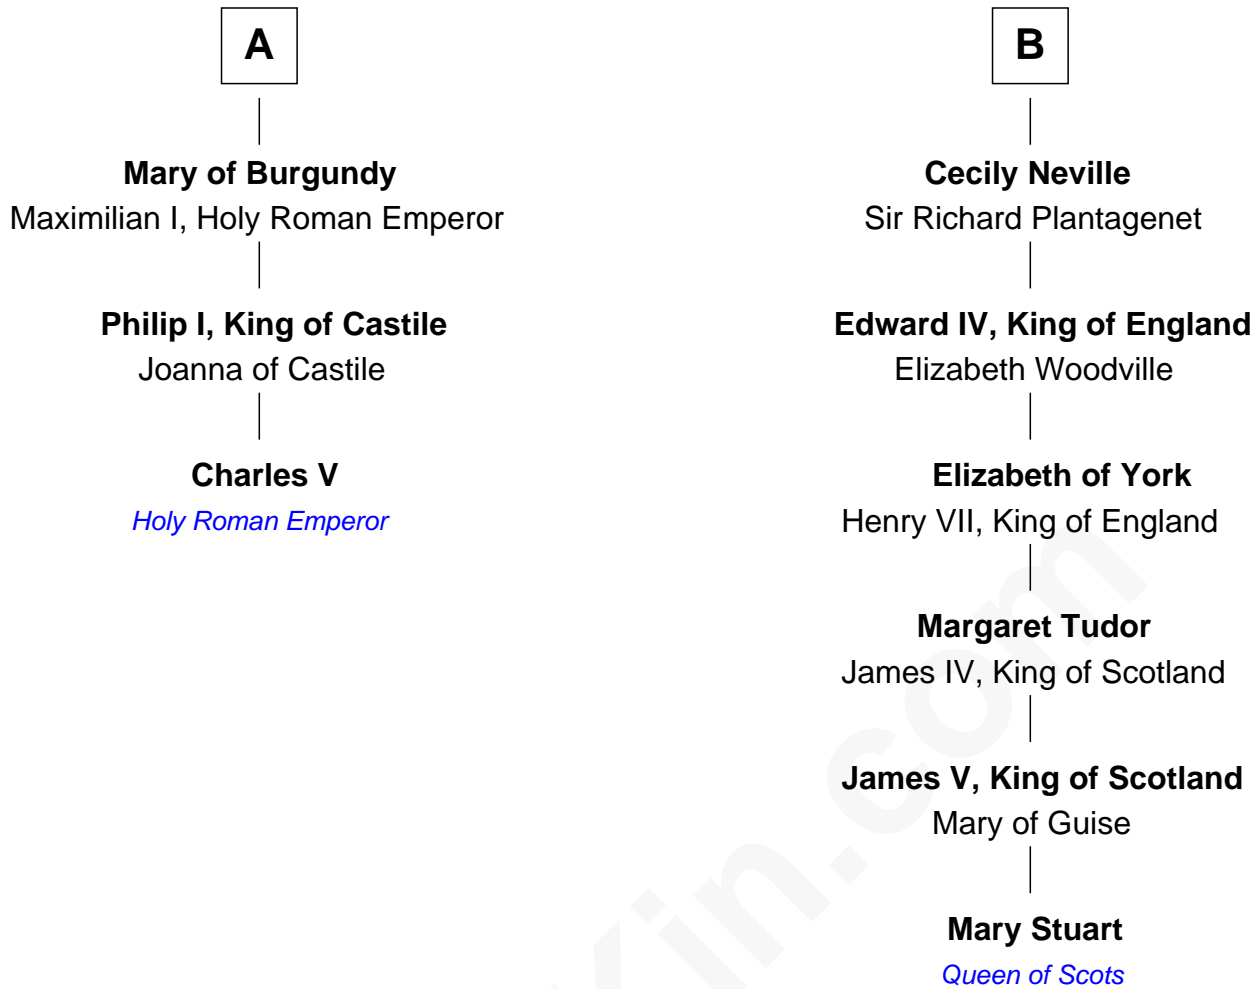 A
Mary of Burgundy
Maximilian I, Holy Roman Emperor
Philip I, King of Castile
Joanna of Castile
Charles V
Holy Roman Emperor
B
Cecily Neville
Sir Richard Plantagenet
Edward IV, King of England
Elizabeth Woodville
Elizabeth of York
Henry VII, King of England
Margaret Tudor
James IV, King of Scotland
James V, King of Scotland
Mary of Guise
Mary Stuart
Queen of Scots
Kin.com